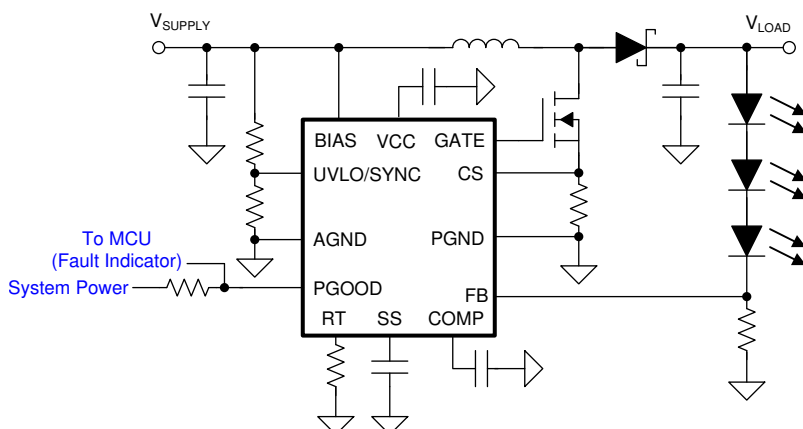 VSUPPLY
VLOAD
BIAS
VCC
GATE
UVLO/SYNC
CS
AGND
PGND
To MCU
(Fault Indicator)
System Power
PGOOD
FB
RT
SS
COMP